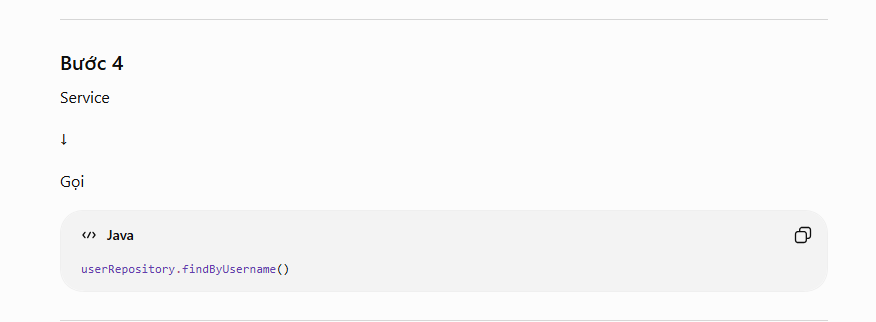 Bước 4
Service
↓
Gọi
</> Java
userRepository.findByUsername()